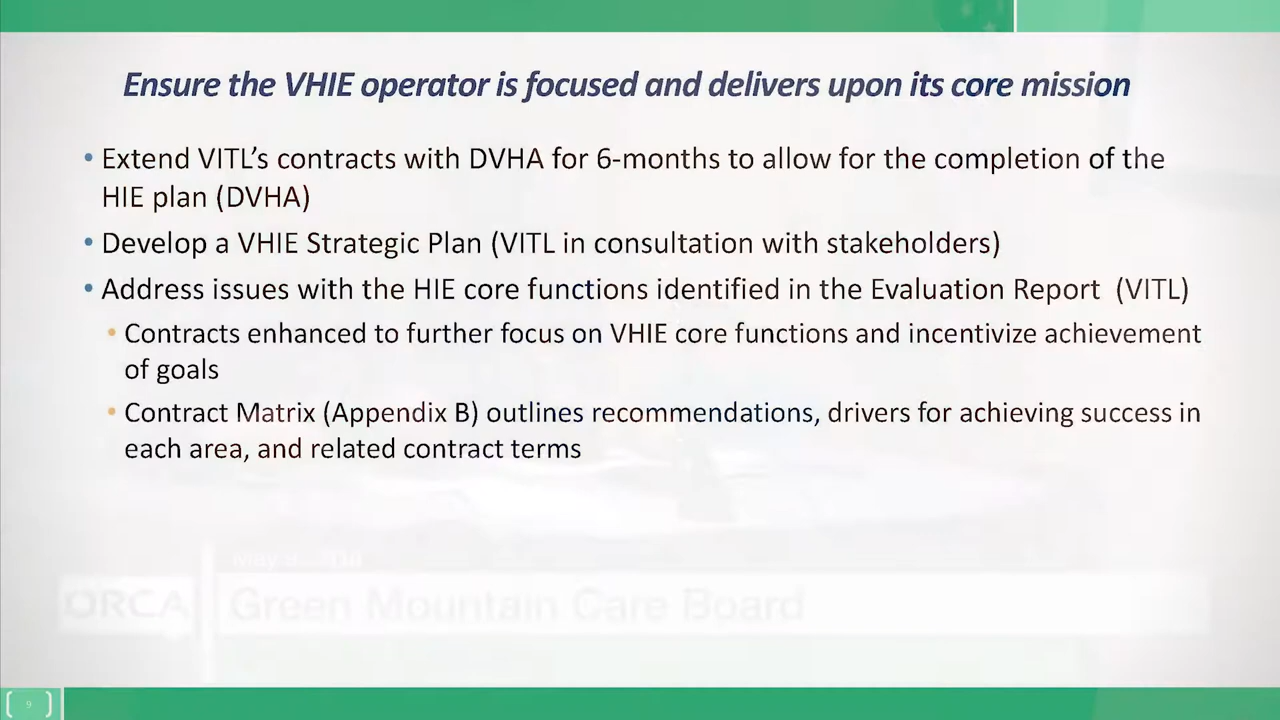 Ensure the VHIE operator is focused and delivers upon its core mission
• Extend VITL’s contracts with DVHA for 6-months to allow for the completion of the
HIE plan (DVHA)
• Develop a VHIE Strategic Plan (VITL in consultation with stakeholders)
• Address issues with the HIE core functions identified in the Evaluation Report (VITL)
• Contracts enhanced to further focus on VHIE core functions and incentivize achievement
of goals
• Contract Matrix (Appendix B) outlines recommendations, drivers for achieving success in
each area, and related contract terms
ORCA
Green Mountain Care Board
9